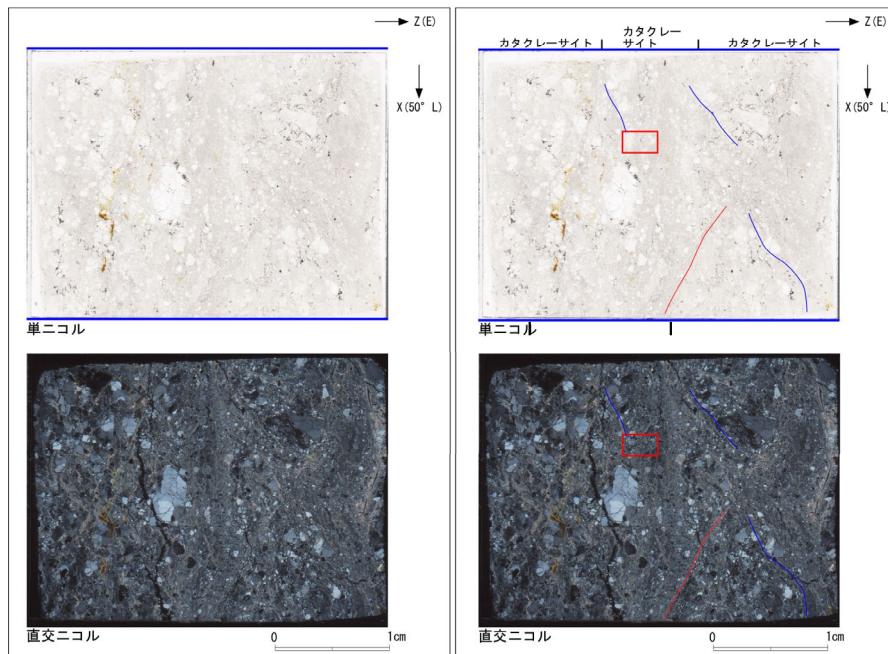 Z(E)
X(50° L)
単ニコル
直交ニコル
0 1cm
Z(E)
カタクレーサイト
カタクレー
サイト
カタクレーサイト
X(50° L)
単ニコル
直交ニコル
0 1cm